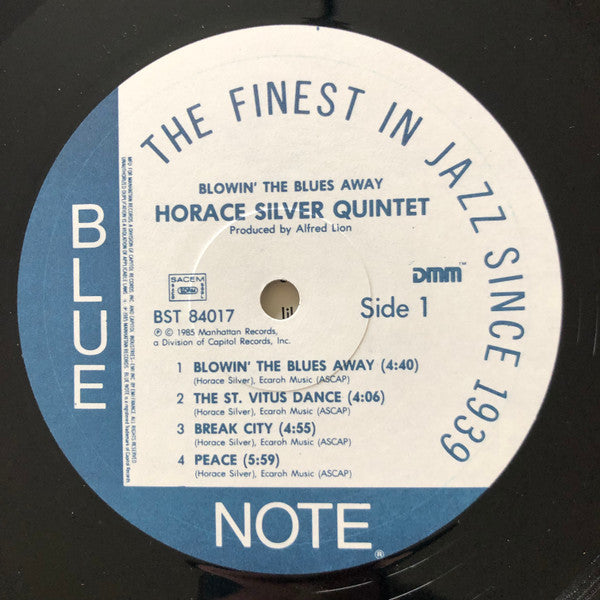 THE FINEST IN JAZZ SINCE 1939
BLOWIN' THE BLUES AWAY
HORACE SILVER QUINTET
Produced by Alfred Lion
SACEM
DMM™
BST 84017
Side 1
℗ © 1985 Manhattan Records,
a Division of Capitol Records, Inc.
1 BLOWIN' THE BLUES AWAY (4:40)
(Horace Silver), Ecaroh Music (ASCAP)
2 THE ST. VITUS DANCE (4:06)
(Horace Silver), Ecaroh Music (ASCAP)
3 BREAK CITY (4:55)
(Horace Silver), Ecaroh Music (ASCAP)
4 PEACE (5:59)
(Horace Silver), Ecaroh Music (ASCAP)
BLUE
NOTE®